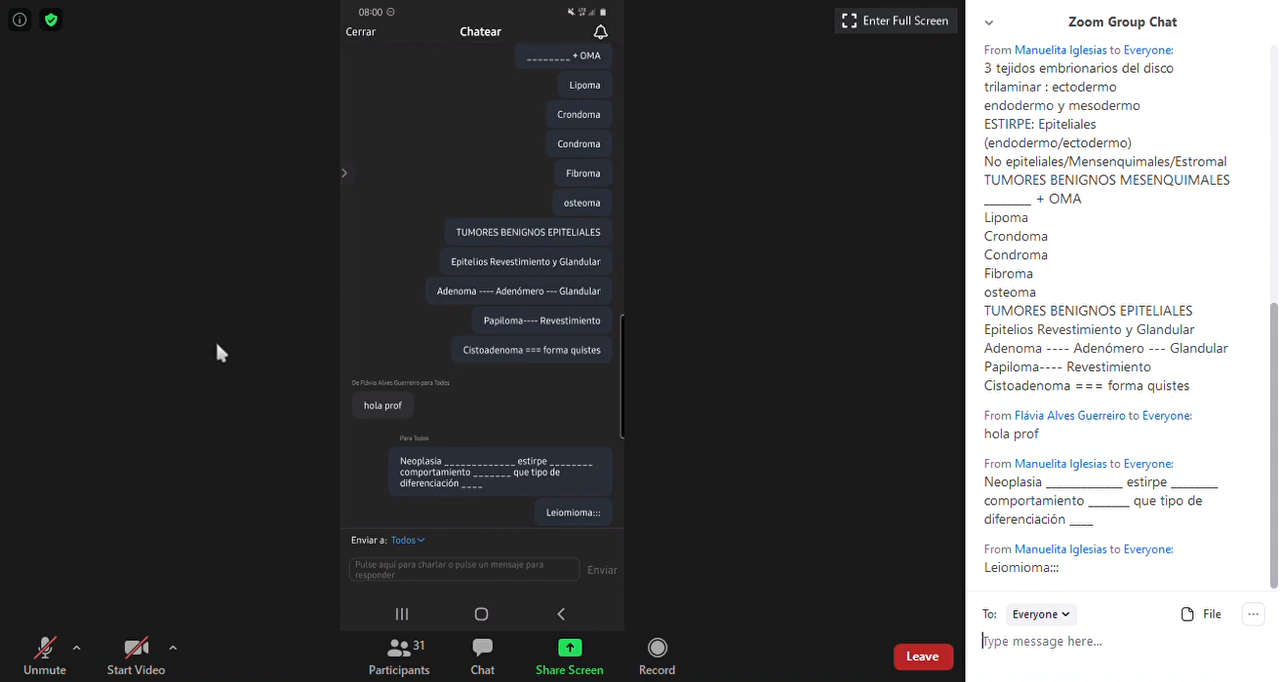 08:00
Cerrar
Chatear
________ + OMA
Lipoma
Crondoma
Condroma
Fibroma
osteoma
TUMORES BENIGNOS EPITELIALES
Epitelios Revestimiento y Glandular
Adenoma ---- Adenómero --- Glandular
Papiloma---- Revestimiento
Cistoadenoma === forma quistes
De Flávia Alves Guerreiro para Todos
hola prof
Para Todos
Neoplasia _____________ estirpe ________
comportamiento _______ que tipo de
diferenciación ____
Leiomioma:::
Enviar a: Todos
Pulse aquí para charlar o pulse un mensaje para
responder
Enviar
Enter Full Screen
Zoom Group Chat
From Manuelita Iglesias to Everyone:
3 tejidos embrionarios del disco
trilaminar : ectodermo
endodermo y mesodermo
ESTIRPE: Epiteliales
(endodermo/ectodermo)
No epiteliales/Mensenquimales/Estromal
TUMORES BENIGNOS MESENQUIMALES
________ + OMA
Lipoma
Crondoma
Condroma
Fibroma
osteoma
TUMORES BENIGNOS EPITELIALES
Epitelios Revestimiento y Glandular
Adenoma ---- Adenómero --- Glandular
Papiloma---- Revestimiento
Cistoadenoma === forma quistes
From Flávia Alves Guerreiro to Everyone:
hola prof
From Manuelita Iglesias to Everyone:
Neoplasia _____________ estirpe ________
comportamiento _______ que tipo de
diferenciación ____
From Manuelita Iglesias to Everyone:
Leiomioma:::
To: Everyone
File
Type message here...
Unmute
Start Video
31
Participants
Chat
Share Screen
Record
Leave